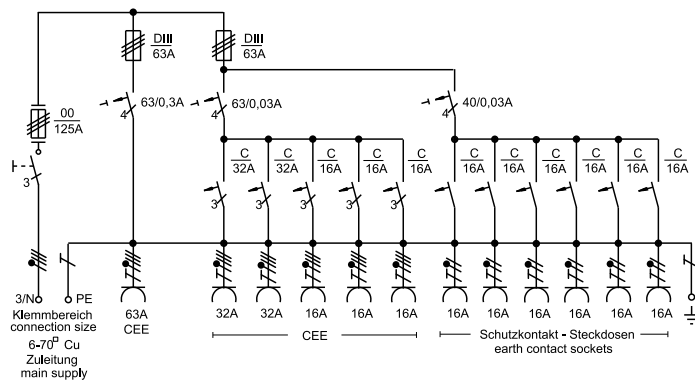 DIII
63A
DIII
63A
00
125A
63/0,3A
4
63/0,03A
4
40/0,03A
4
3
C
32A
C
32A
C
16A
C
16A
C
16A
C
16A
C
16A
C
16A
C
16A
C
16A
C
16A
3
3
3
3
3
3/N
PE
63A
CEE
32A
32A
16A
16A
16A
16A
16A
16A
16A
16A
16A
CEE
Klemmbereich
connection size
6-70□ Cu
Zuleitung
main supply
Schutzkontakt - Steckdosen
earth contact sockets